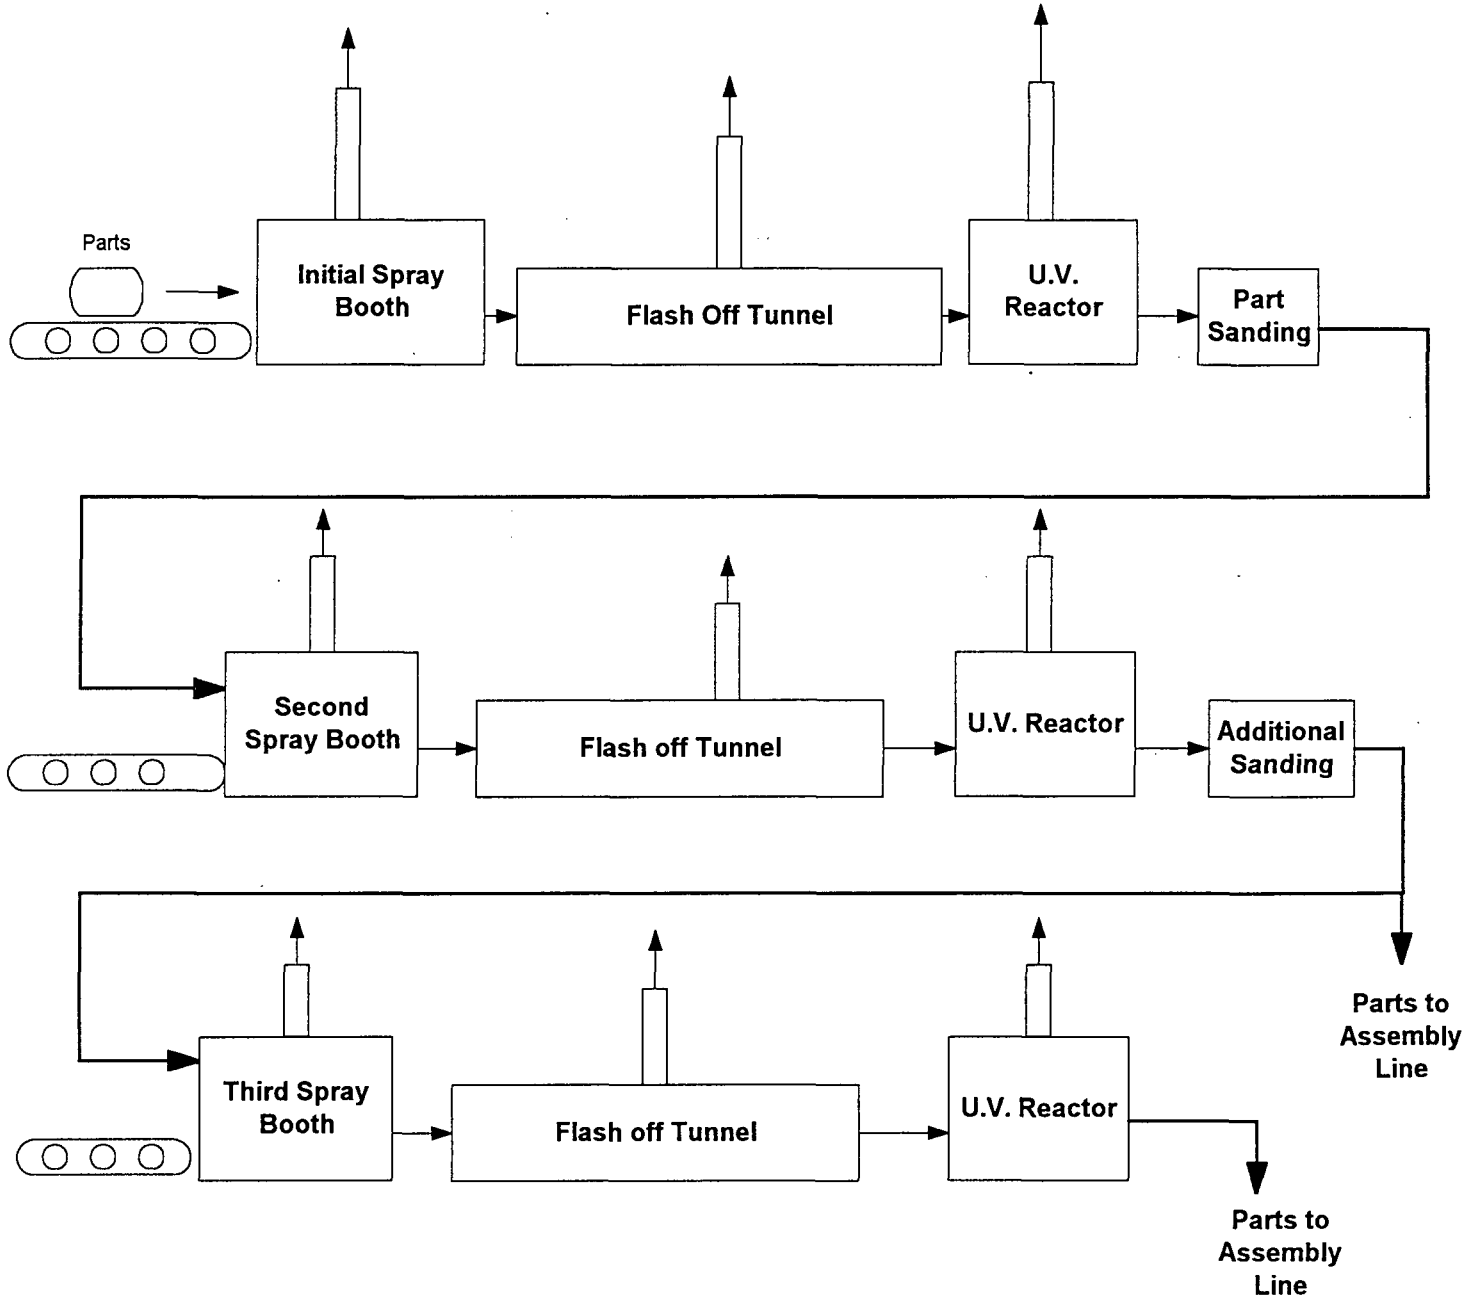 Parts
Initial Spray
Booth
Flash Off Tunnel
U.V.
Reactor
Part
Sanding
Second
Spray Booth
Flash off Tunnel
U.V. Reactor
Additional
Sanding
Parts to
Assembly
Line
Third Spray
Booth
Flash off Tunnel
U.V. Reactor
Parts to
Assembly
Line